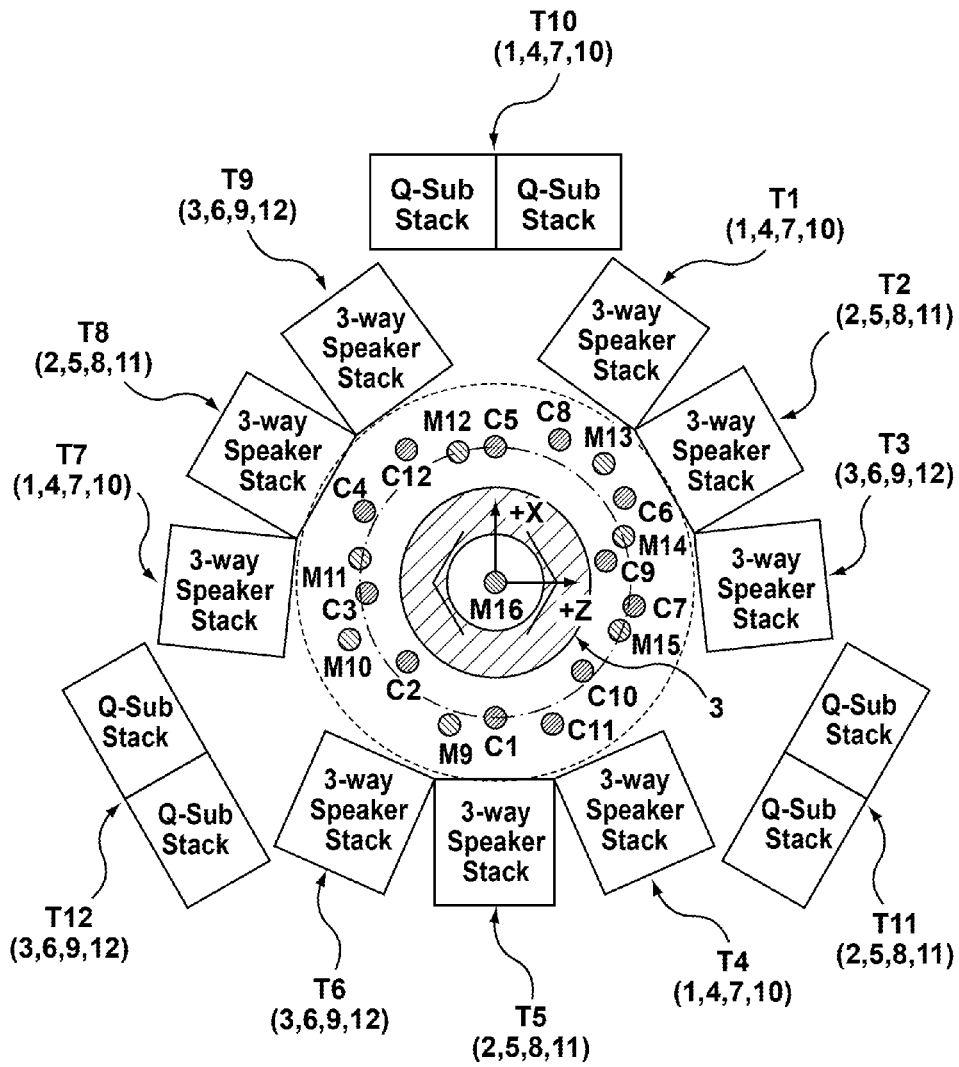 T10
(1,4,7,10)
Q-Sub
Stack
Q-Sub
Stack
T9
(3,6,9,12)
T1
(1,4,7,10)
3-way
Speaker
Stack
3-way
Speaker
Stack
T2
(2,5,8,11)
T8
(2,5,8,11)
3-way
Speaker
Stack
3-way
Speaker
Stack
M12
C5
C8
M13
C12
T7
(1,4,7,10)
T3
(3,6,9,12)
C4
C6
+X
M14
3-way
Speaker
Stack
3-way
Speaker
Stack
M11
C9
C3
M16
+Z
C7
M10
M15
C2
C10
3
M9
C1
C11
Q-Sub
Stack
Q-Sub
Stack
Q-Sub
Stack
Q-Sub
Stack
3-way
Speaker
Stack
3-way
Speaker
Stack
3-way
Speaker
Stack
T12
(3,6,9,12)
T11
(2,5,8,11)
T6
(3,6,9,12)
T5
(2,5,8,11)
T4
(1,4,7,10)